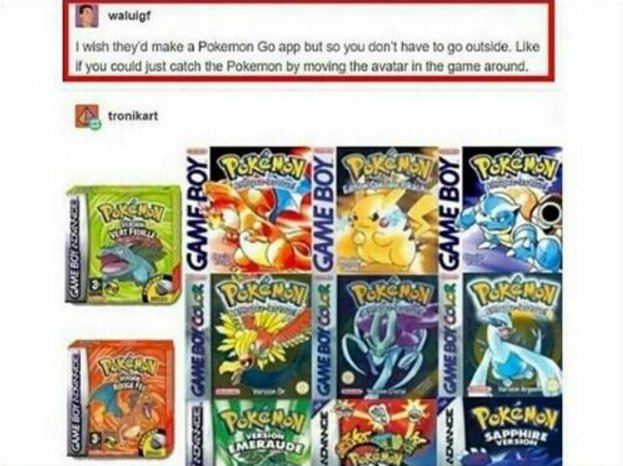 waluigf
I wish they'd make a Pokemon Go app but so you don't have to go outside. Like
if you could just catch the Pokemon by moving the avatar in the game around.
tronikart
GAME BOY
POKéMON
GAME BOY
POKéMON
GAME BOY
POKéMON
GAME BOY ADVANCE
POKéMON
VERSION
VERT FEUILLE
3
GAME BOY COLOR
POKéMON
Version Or
GAME BOY COLOR
POKéMON
GAME BOY COLOR
POKéMON
Version Argent
GAME BOY ADVANCE
POKéMON
VERSION
ROUGE FEU
3
ADVANCE
POKéMON
VERSION
EMERAUDE
ADVANCE
POKéMON
ADVANCE
POKéMON
SAPPHIRE
VERSION